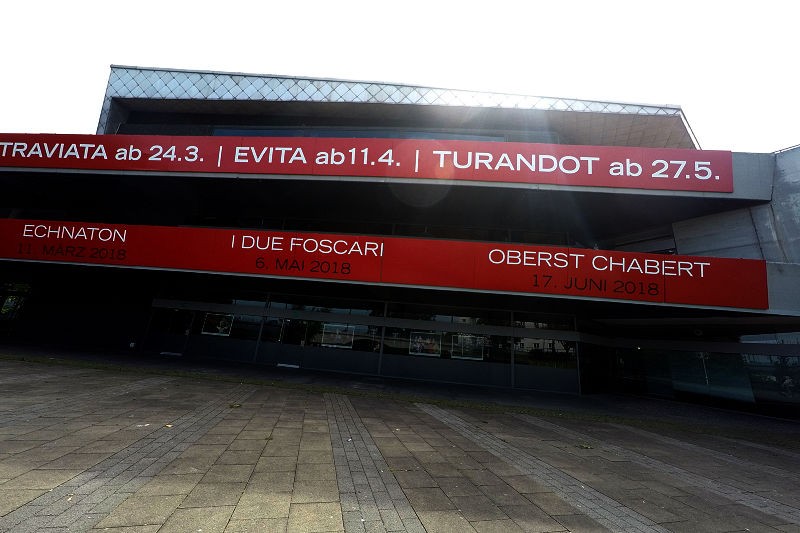 TRAVIATA ab 24.3. | EVITA ab11.4. | TURANDOT ab 27.5.
ECHNATON
11. MÄRZ 2018
I DUE FOSCARI
6. MAI 2018
OBERST CHABERT
17. JUNI 2018